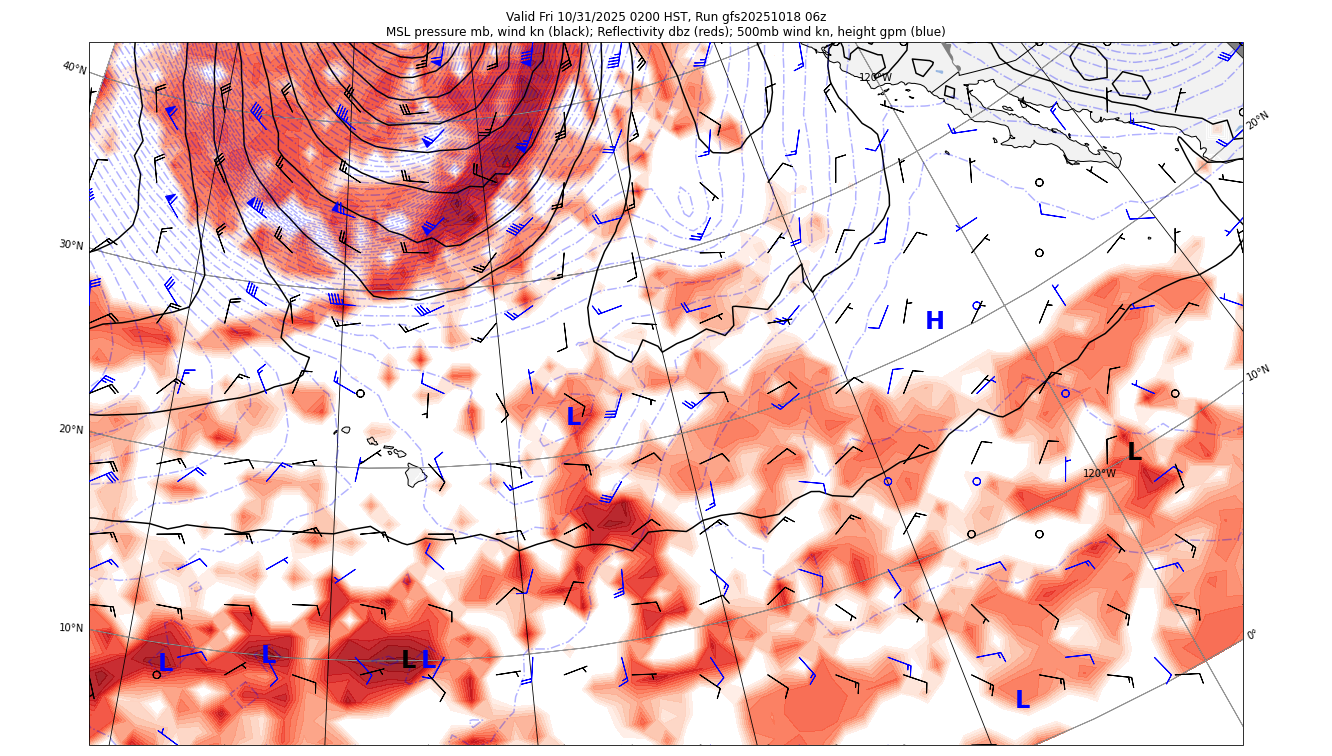 Valid Fri 10/31/2025 0200 HST, Run gfs20251018 06z
MSL pressure mb, wind kn (black); Reflectivity dbz (reds); 500mb wind kn, height gpm (blue)
40°N
120°W
20°N
30°N
H
10°N
L
20°N
L
120°W
10°N
0°
L
L
L
L
L